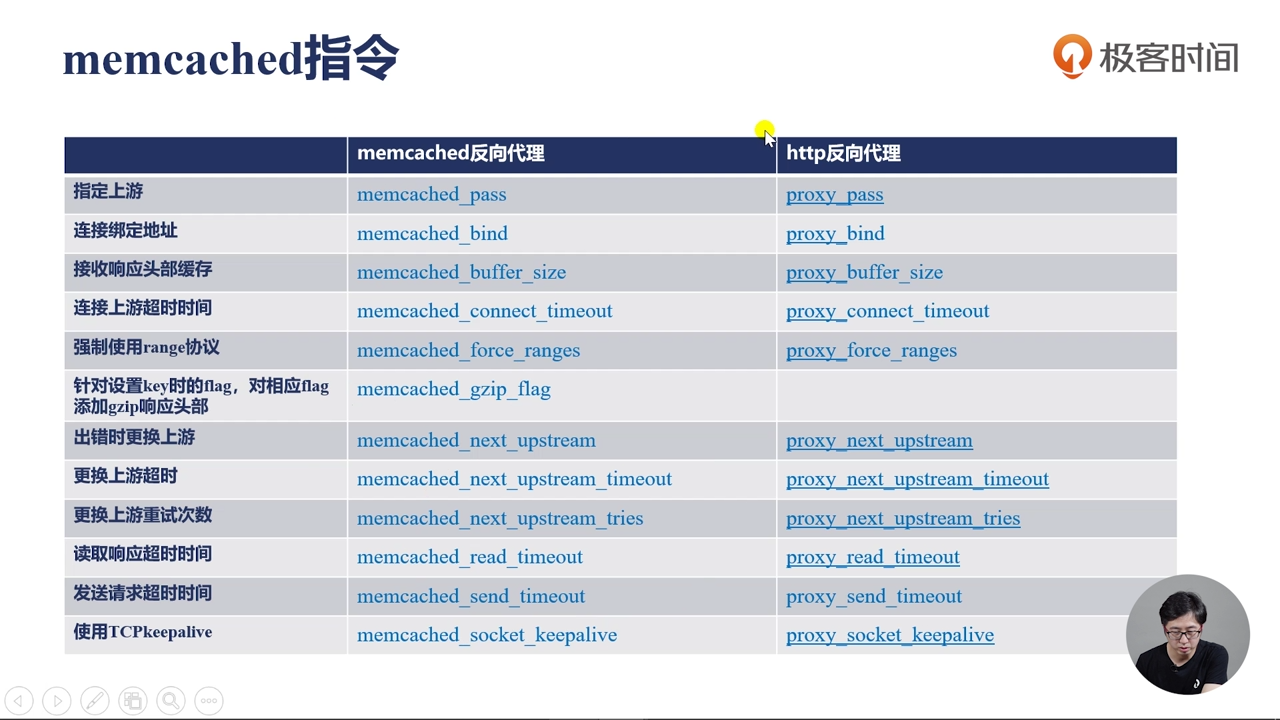 memcached指令
极客时间
memcached反向代理 http反向代理
指定上游 memcached_pass proxy_pass
连接绑定地址 memcached_bind proxy_bind
接收响应头部缓存 memcached_buffer_size proxy_buffer_size
连接上游超时时间 memcached_connect_timeout proxy_connect_timeout
强制使用range协议 memcached_force_ranges proxy_force_ranges
针对设置key时的flag，对相应flag
添加gzip响应头部 memcached_gzip_flag
出错时更换上游 memcached_next_upstream proxy_next_upstream
更换上游超时 memcached_next_upstream_timeout proxy_next_upstream_timeout
更换上游重试次数 memcached_next_upstream_tries proxy_next_upstream_tries
读取响应超时时间 memcached_read_timeout proxy_read_timeout
发送请求超时时间 memcached_send_timeout proxy_send_timeout
使用TCPkeepalive memcached_socket_keepalive proxy_socket_keepalive